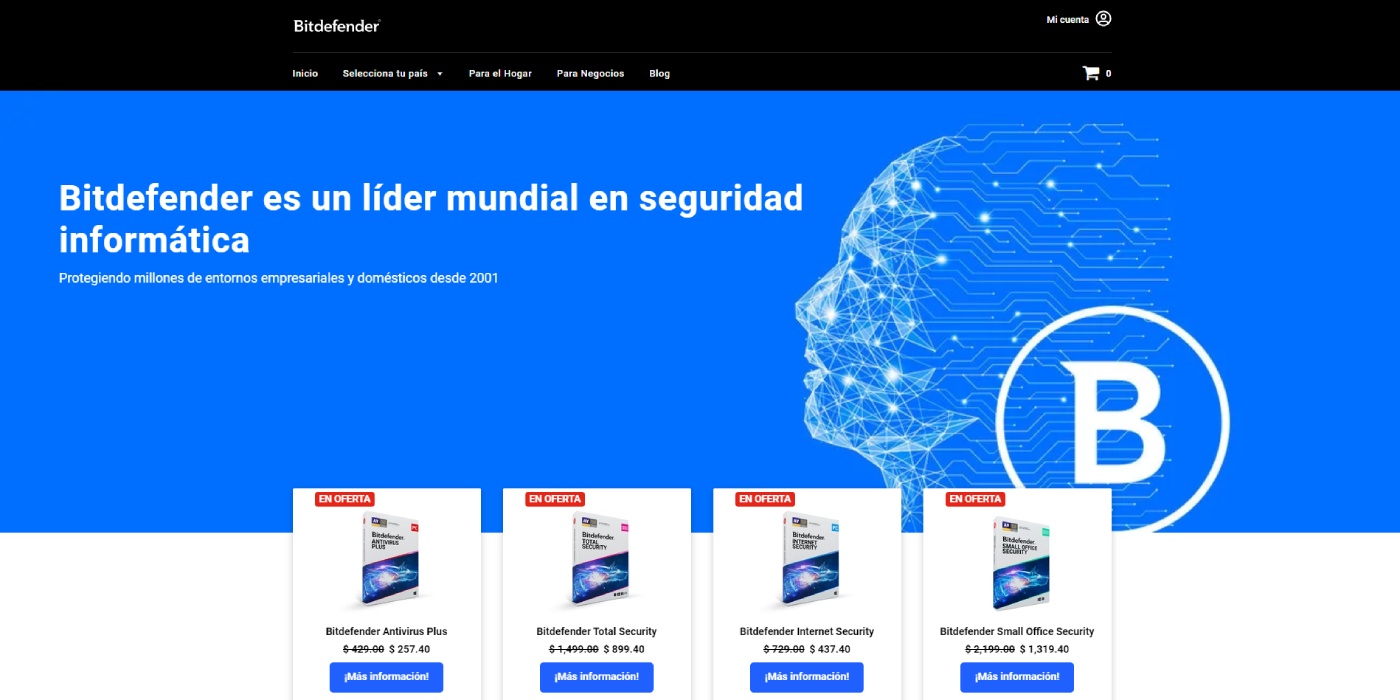 Bitdefender
Mi cuenta
Inicio
Selecciona tu país
Para el Hogar
Para Negocios
Blog
0
Bitdefender es un líder mundial en seguridad
informática
Protegiendo millones de entornos empresariales y domésticos desde 2001
B
EN OFERTA
Bitdefender
ANTIVIRUS
PLUS
Bitdefender Antivirus Plus
$ 429.00 $ 257.40
¡Más información!
EN OFERTA
Bitdefender
TOTAL
SECURITY
Bitdefender Total Security
$ 1,499.00 $ 899.40
¡Más información!
EN OFERTA
Bitdefender
INTERNET
SECURITY
Bitdefender Internet Security
$ 729.00 $ 437.40
¡Más información!
EN OFERTA
Bitdefender
SMALL OFFICE
SECURITY
Bitdefender Small Office Security
$ 2,199.00 $ 1,319.40
¡Más información!